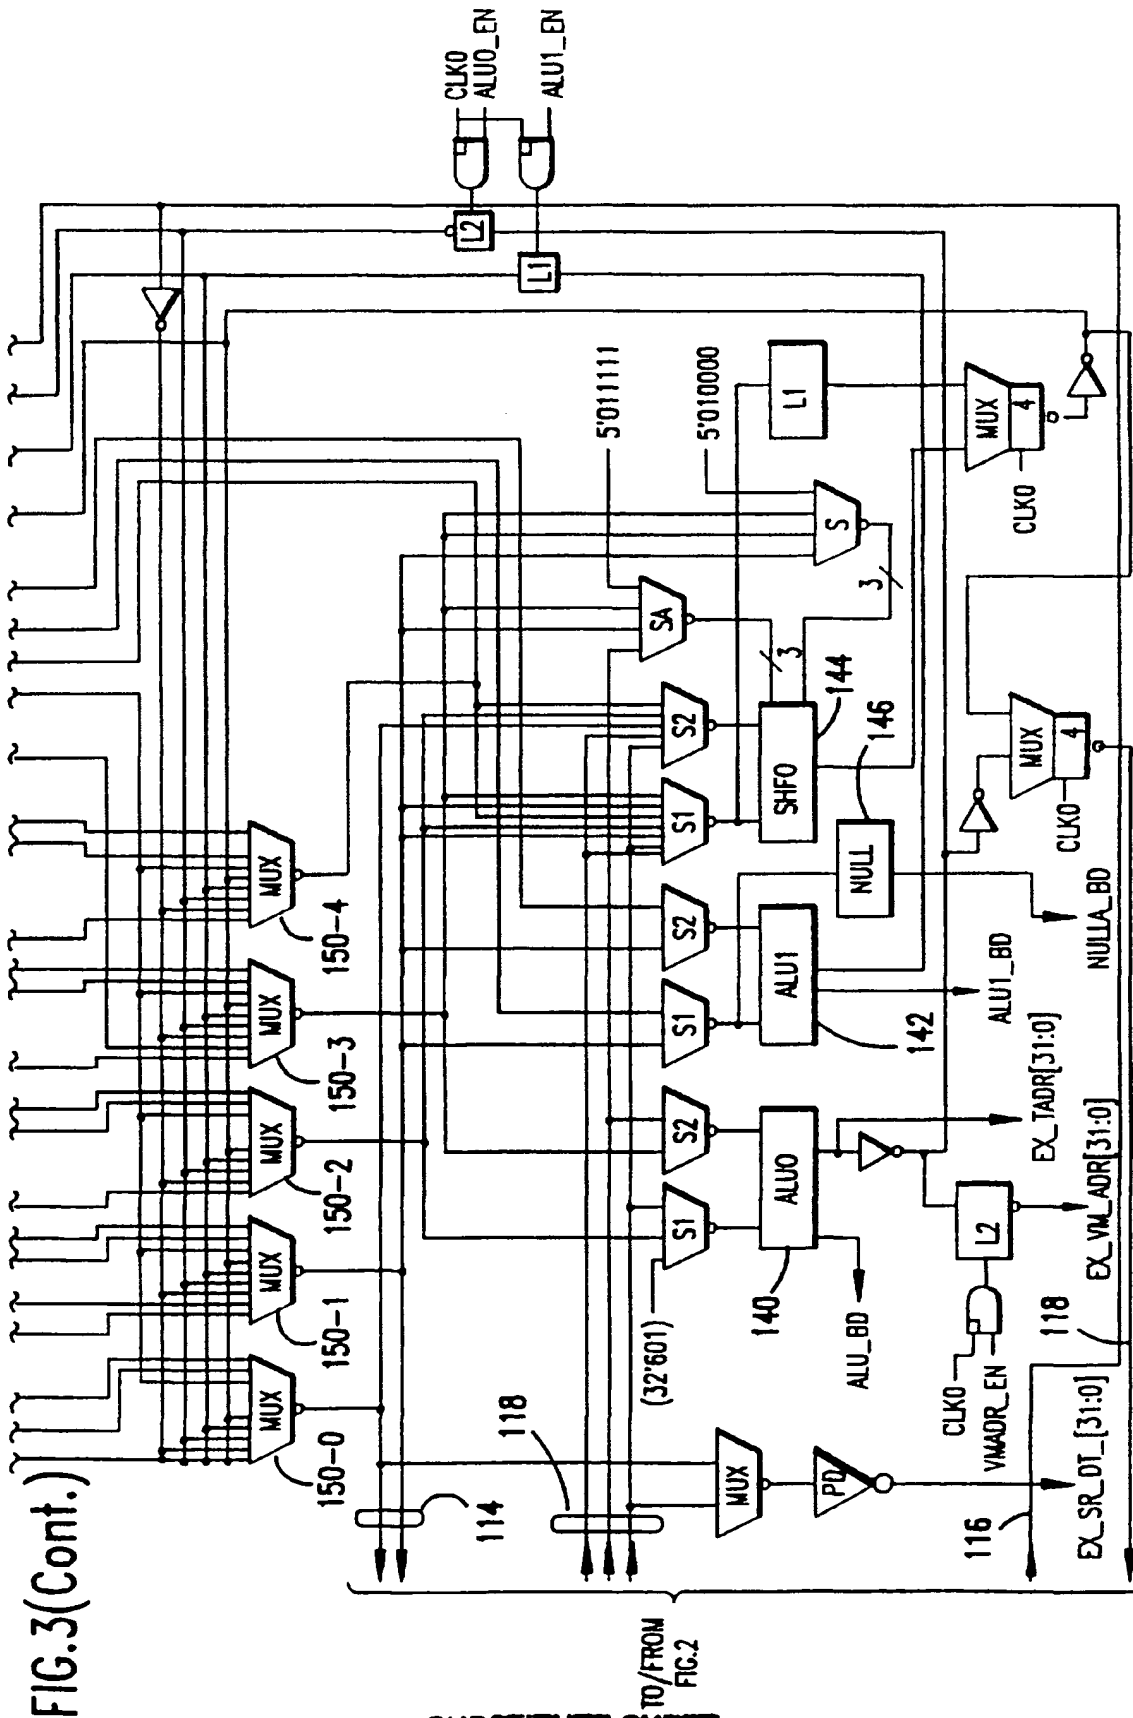 FIG.3(Cont.)
CLK0
ALU0_EN
ALU1_EN
L2
L1
MUX
150-0
MUX
150-1
MUX
150-2
MUX
150-3
MUX
150-4
114
118
TO/FROM
FIG.2
MUX
PD
EX_SR_DT_[31:0]
116
(32'601)
S1
S2
ALU0
140
ALU_BD
CLK0
VMADR_EN
L2
EX_VM_ADR[31:0]
118
EX_TADR[31:0]
S1
S2
ALU1
142
ALU1_BD
NULL
146
NULLA_BD
S1
S2
SHF0
144
SA
5'011111
3
S
5'010000
3
L1
MUX
4
CLK0
MUX
4
CLK0